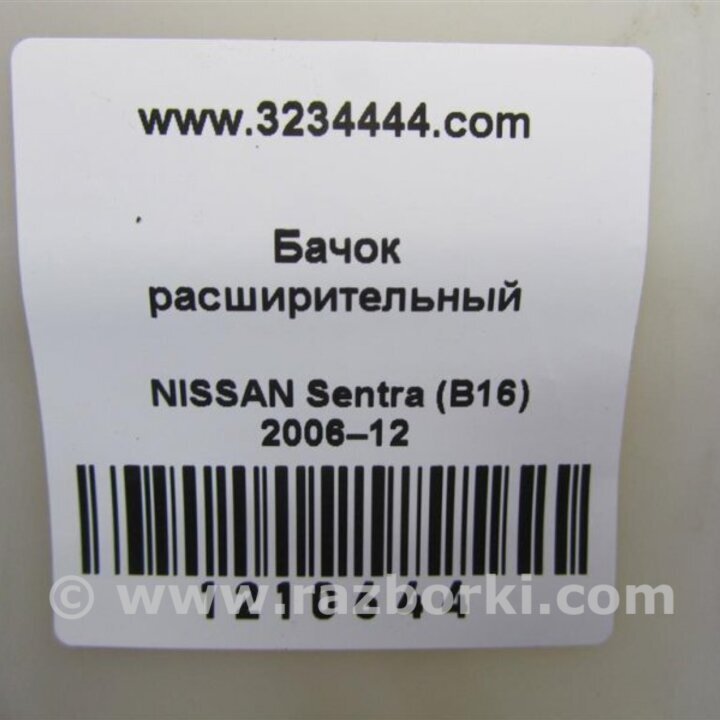 www.3234444.com
Бачок
расширительный
NISSAN Sentra (B16)
2006–12
© www.razborki.com